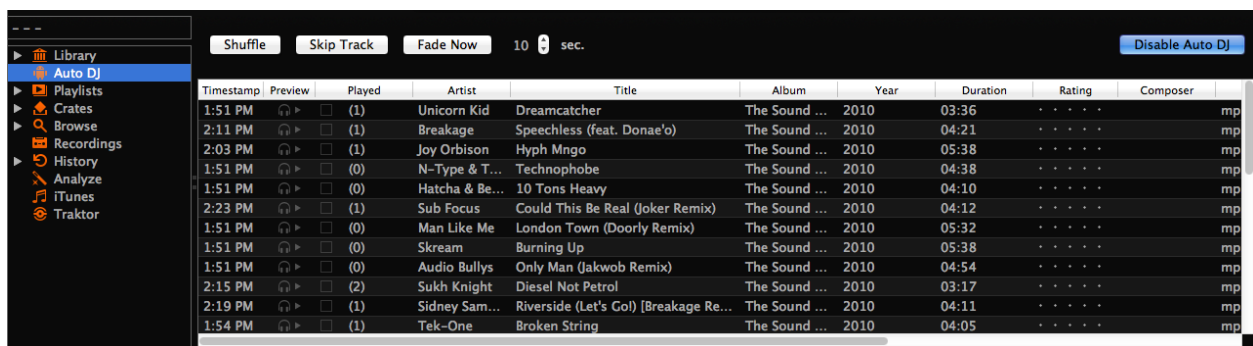 - - -
Library
Auto DJ
Playlists
Crates
Browse
Recordings
History
Analyze
iTunes
Traktor
Shuffle Skip Track Fade Now 10 sec. Disable Auto DJ
Timestamp Preview Played Artist Title Album Year Duration Rating Composer
1:51 PM (1) Unicorn Kid Dreamcatcher The Sound ... 2010 03:36 · · · · · mp
2:11 PM (1) Breakage Speechless (feat. Donae'o) The Sound ... 2010 04:21 · · · · · mp
2:03 PM (1) Joy Orbison Hyph Mngo The Sound ... 2010 05:38 · · · · · mp
1:51 PM (0) N-Type & T... Technophobe The Sound ... 2010 04:38 · · · · · mp
1:51 PM (0) Hatcha & Be... 10 Tons Heavy The Sound ... 2010 04:10 · · · · · mp
2:23 PM (1) Sub Focus Could This Be Real (Joker Remix) The Sound ... 2010 04:12 · · · · · mp
1:51 PM (0) Man Like Me London Town (Doorly Remix) The Sound ... 2010 05:32 · · · · · mp
1:51 PM (0) Skream Burning Up The Sound ... 2010 05:38 · · · · · mp
1:51 PM (0) Audio Bullys Only Man (Jakwob Remix) The Sound ... 2010 04:54 · · · · · mp
2:15 PM (2) Sukh Knight Diesel Not Petrol The Sound ... 2010 03:17 · · · · · mp
2:19 PM (1) Sidney Sam... Riverside (Let's Go!) [Breakage Re... The Sound ... 2010 04:11 · · · · · mp
1:54 PM (1) Tek-One Broken String The Sound ... 2010 04:05 · · · · · mp